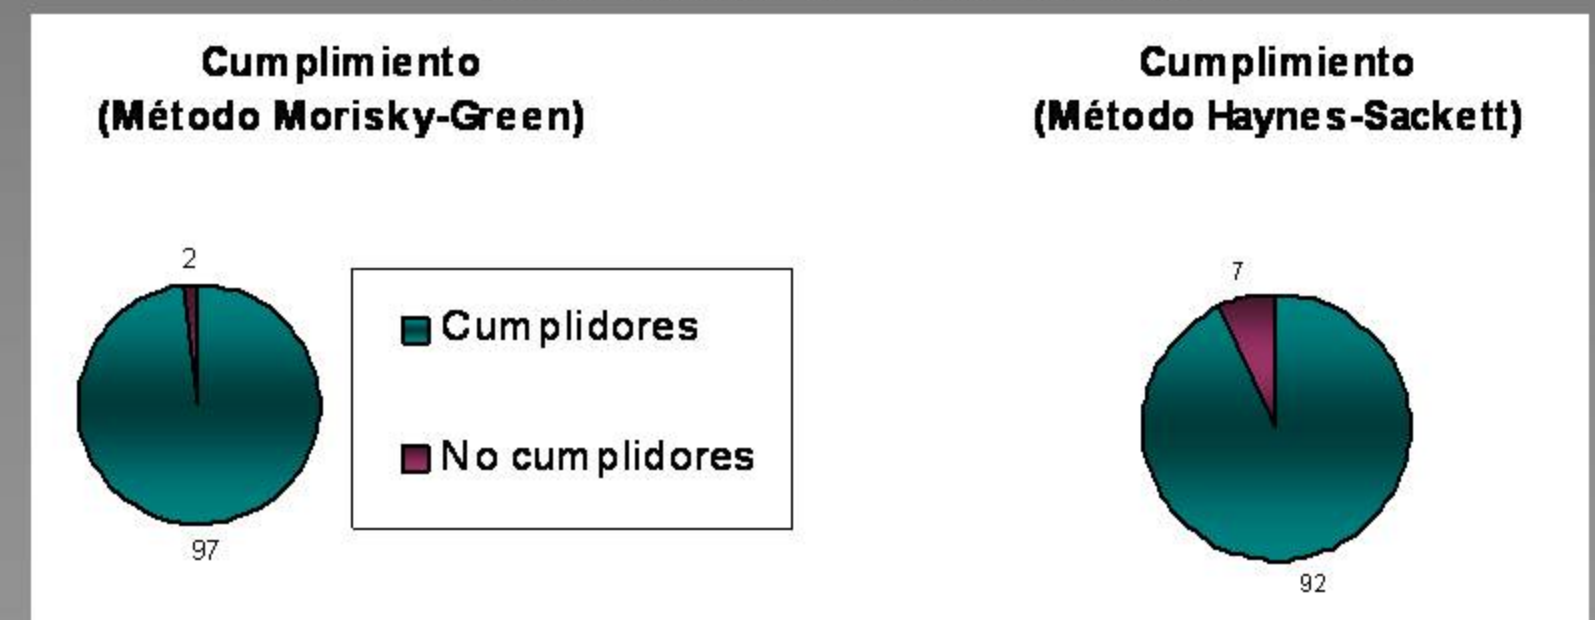 Cumplimiento
(Método Morisky-Green)
2
97
Cumplidores
No cumplidores
Cumplimiento
(Método Haynes-Sackett)
7
92